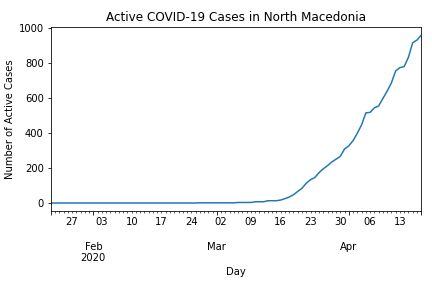 Active COVID-19 Cases in North Macedonia
Number of Active Cases
1000
800
600
400
200
0
27 03 10 17 24 02 09 16 23 30 06 13
Feb Mar Apr
2020
Day